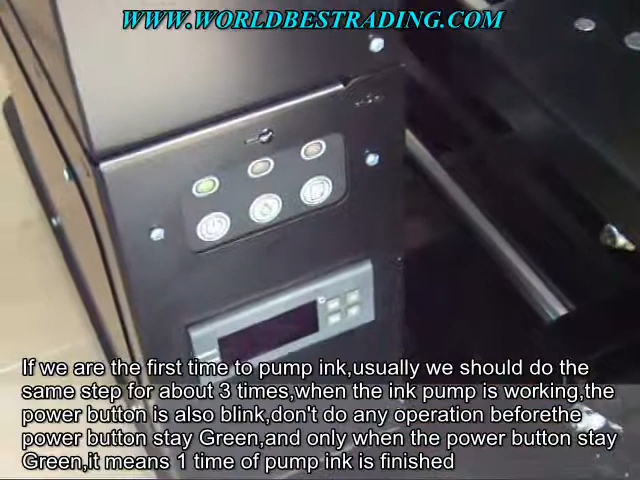 WWW.WORLDBESTRADING.COM
If we are the first time to pump ink,usually we should do the
same step for about 3 times,when the ink pump is working,the
power button is also blink,don't do any operation beforethe
power button stay Green,and only when the power button stay
Green,it means 1 time of pump ink is finished